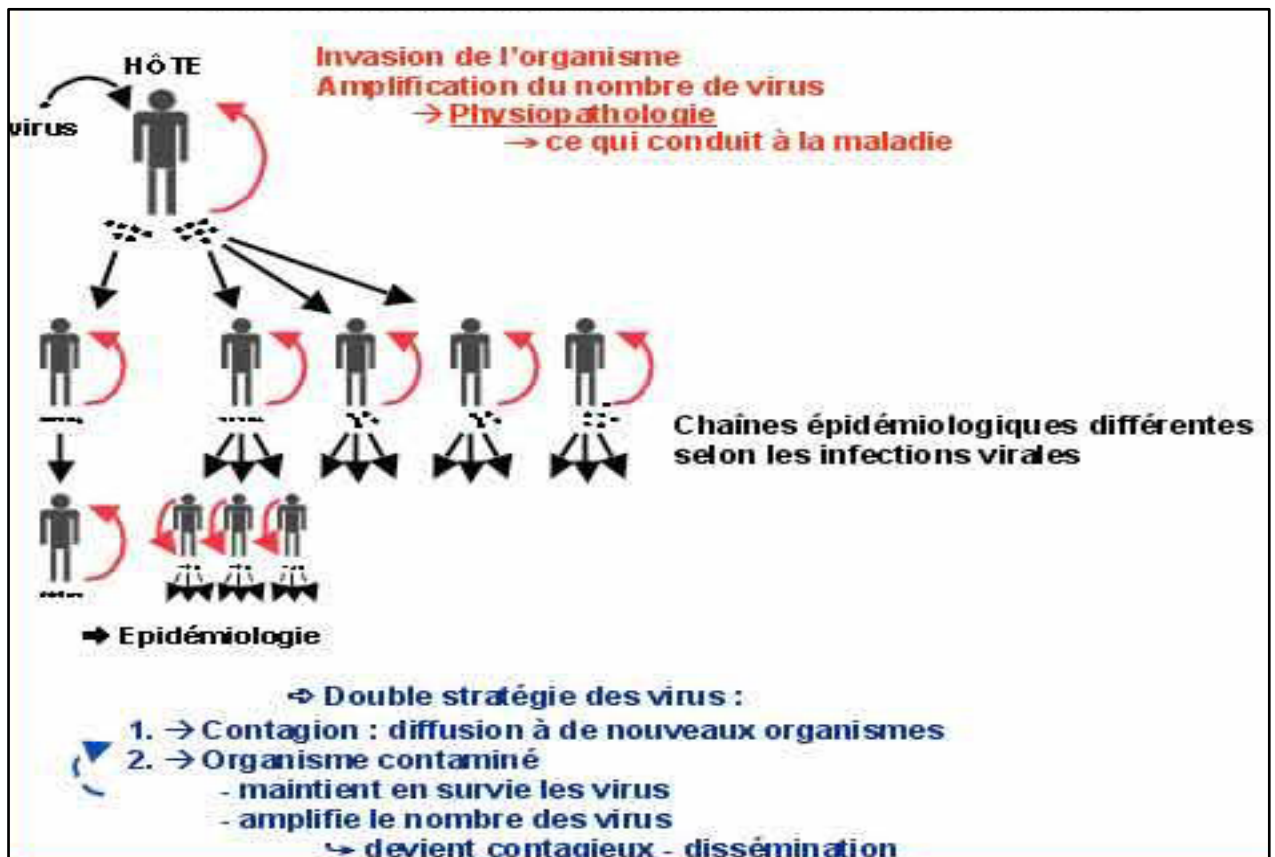 HÔTE
virus
Invasion de l'organisme
Amplification du nombre de virus
→ Physiopathologie
→ ce qui conduit à la maladie
Chaînes épidémiologiques différentes
selon les infections virales
➡ Epidémiologie
➩ Double stratégie des virus :
1. → Contagion : diffusion à de nouveaux organismes
2. → Organisme contaminé
- maintient en survie les virus
- amplifie le nombre des virus
↪ devient contagieux - dissémination